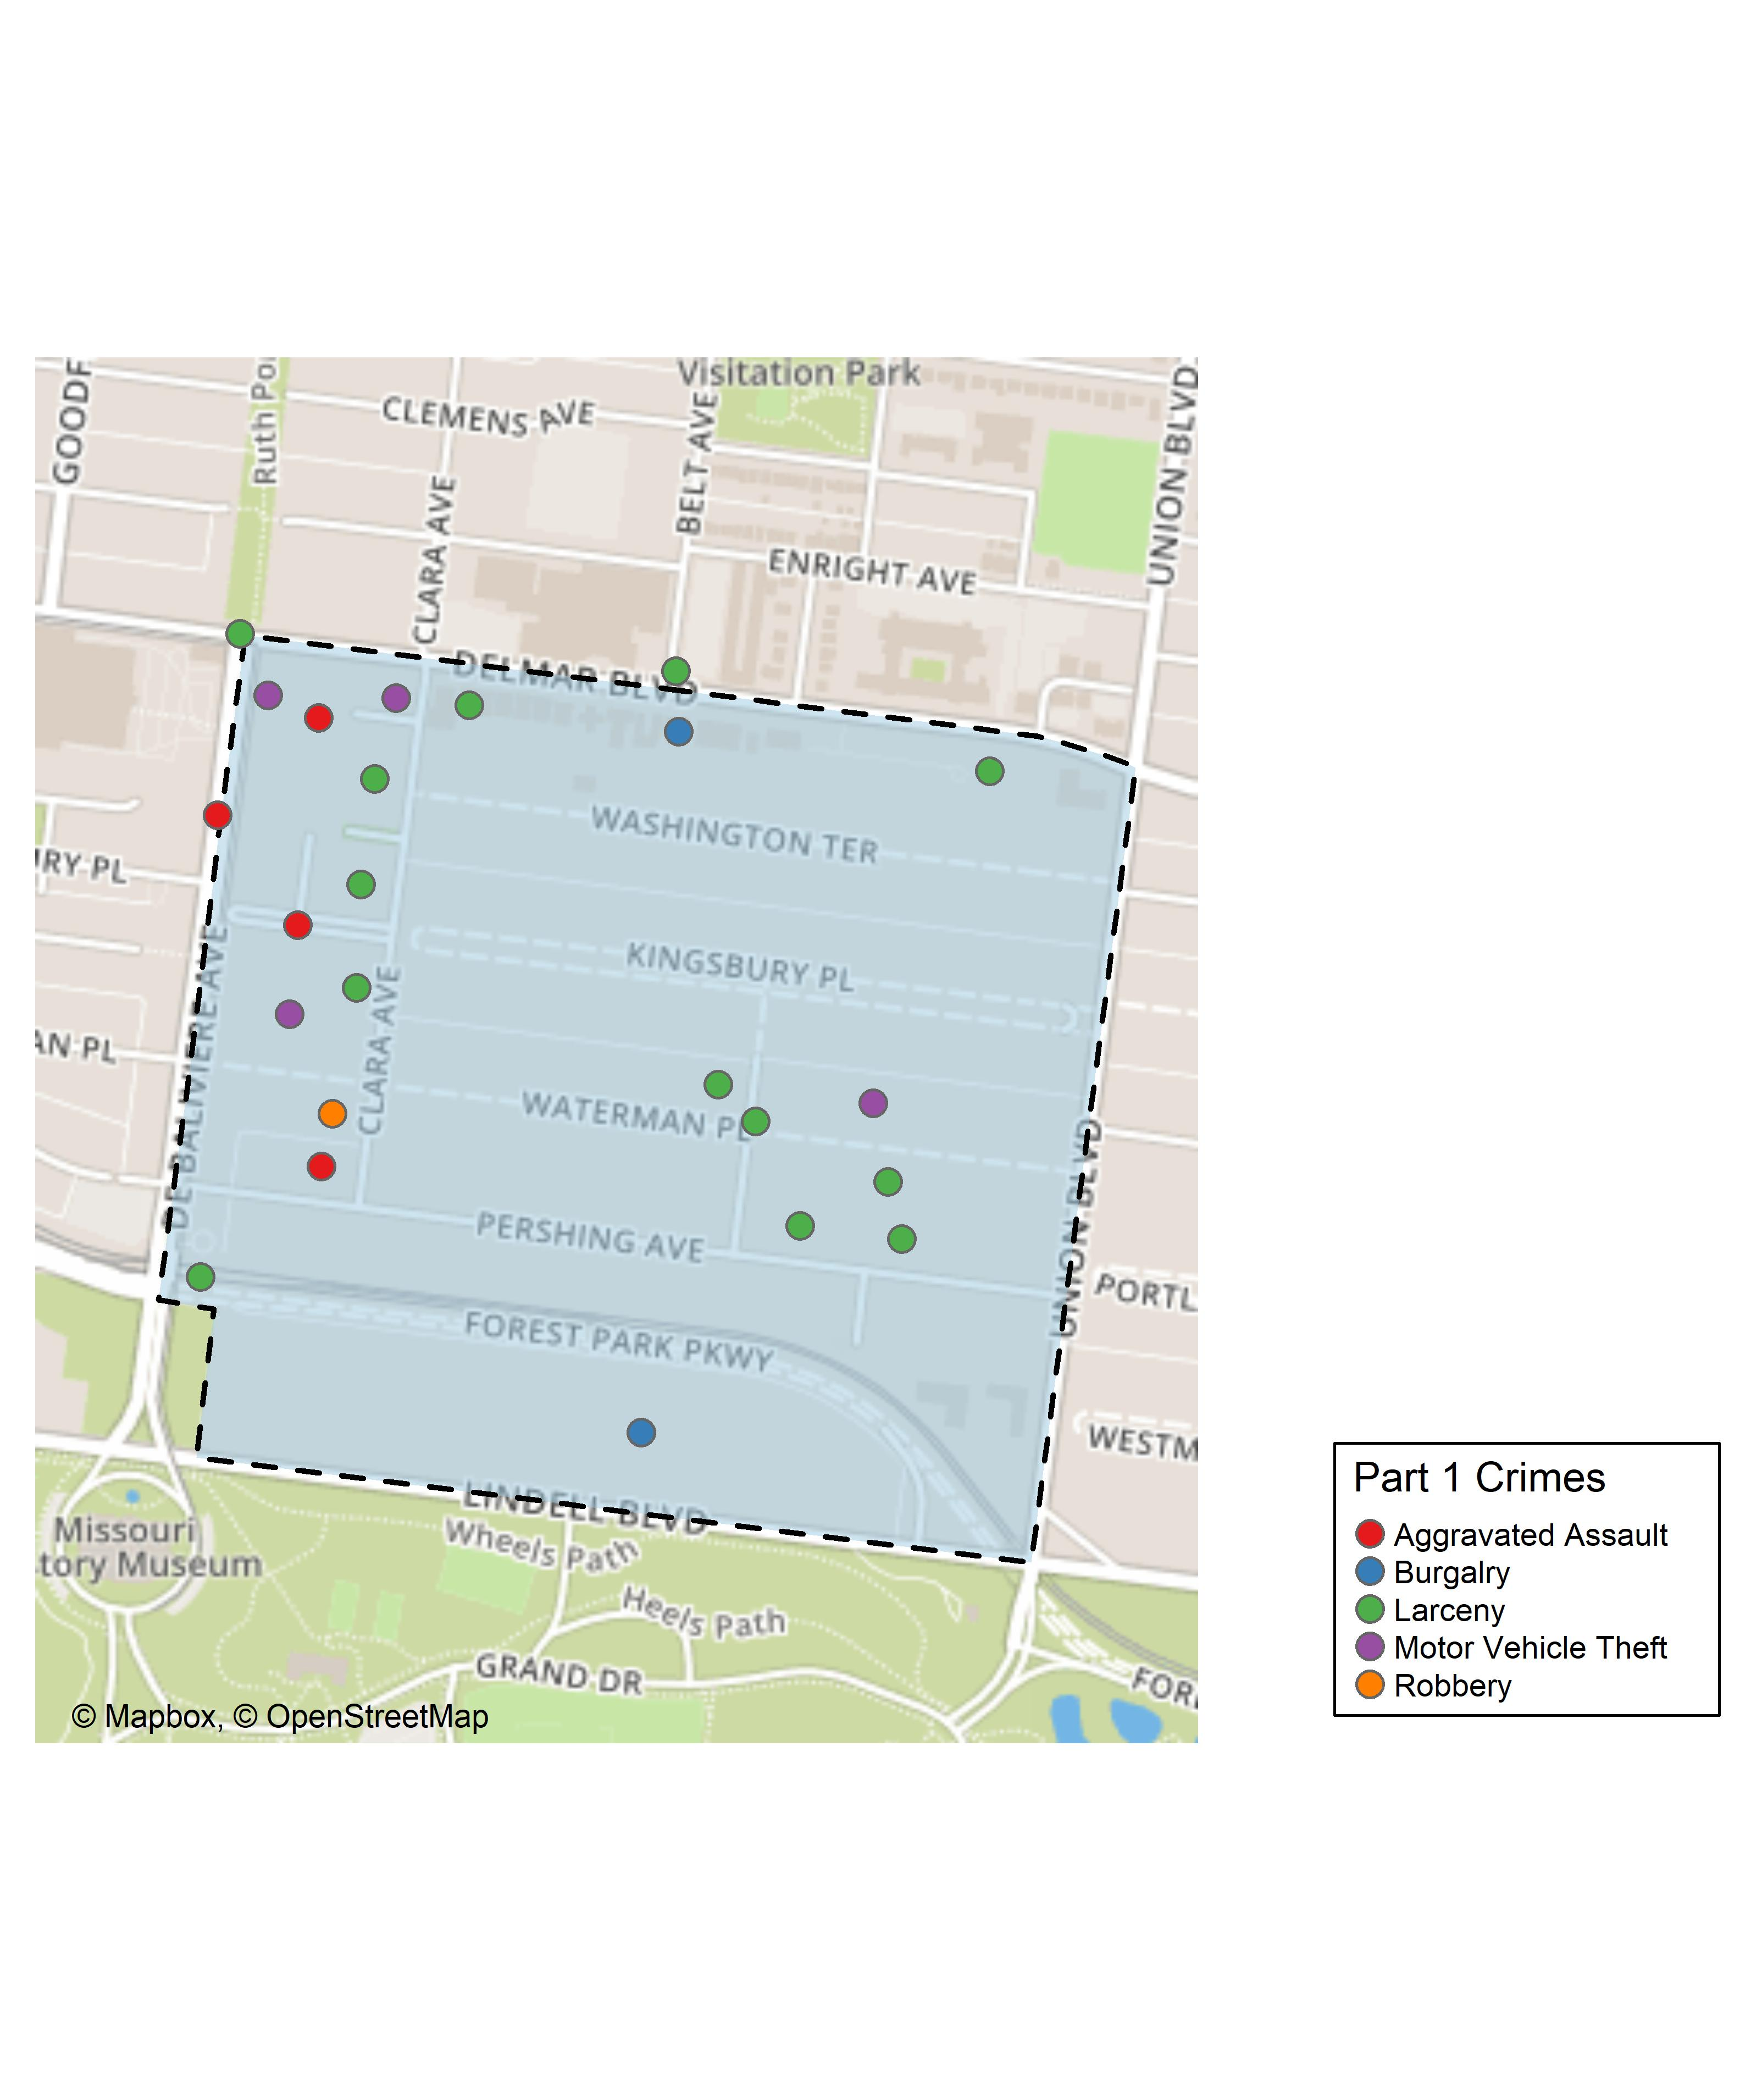 Visitation Park
GOODF
Ruth Po
CLEMENS AVE
BELT AVE
UNION BLVD
CLARA AVE
ENRIGHT AVE
DELMAR BLVD
WASHINGTON TER
RY PL
KINGSBURY PL
DE BALIVIERE AVE
CLARA AVE
AN PL
WATERMAN PL
UNION BLVD
PERSHING AVE
PORTL
FOREST PARK PKWY
WESTM
LINDELL BLVD
Wheels Path
Missouri
tory Museum
Heels Path
GRAND DR
FOR
© Mapbox, © OpenStreetMap
Part 1 Crimes
Aggravated Assault
Burgalry
Larceny
Motor Vehicle Theft
Robbery